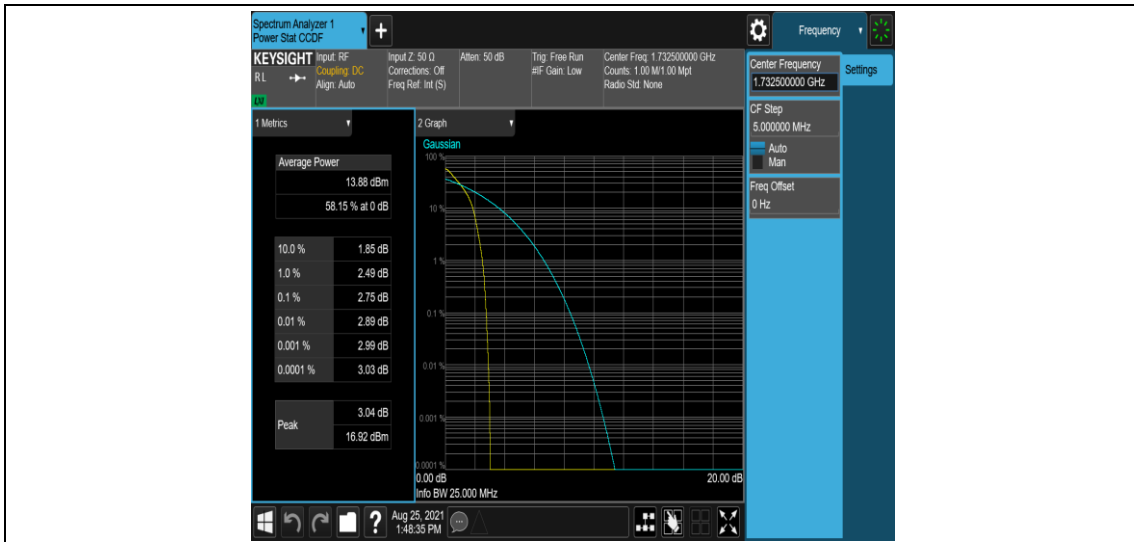 Spectrum Analyzer 1
Power Stat CCDF
+
Frequency
KEYSIGHT
RL
LXI
Input: RF
Coupling: DC
Align: Auto
Input Z: 50 Ω
Corrections: Off
Freq Ref: Int (S)
Atten: 50 dB
Trig: Free Run
#IF Gain: Low
Center Freq: 1.732500000 GHz
Counts: 1.00 M/1.00 Mpt
Radio Std: None
Center Frequency
1.732500000 GHz
Settings
CF Step
5.000000 MHz
Auto
Man
Freq Offset
0 Hz
1 Metrics
Average Power
13.88 dBm
58.15 % at 0 dB
10.0 % 1.85 dB
1.0 % 2.49 dB
0.1 % 2.75 dB
0.01 % 2.89 dB
0.001 % 2.99 dB
0.0001 % 3.03 dB
Peak
3.04 dB
16.92 dBm
2 Graph
Gaussian
100 %
10 %
1 %
0.1 %
0.01 %
0.001 %
0.0001 %
0.00 dB 20.00 dB
Info BW 25.000 MHz
?
Aug 25, 2021
1:48:35 PM